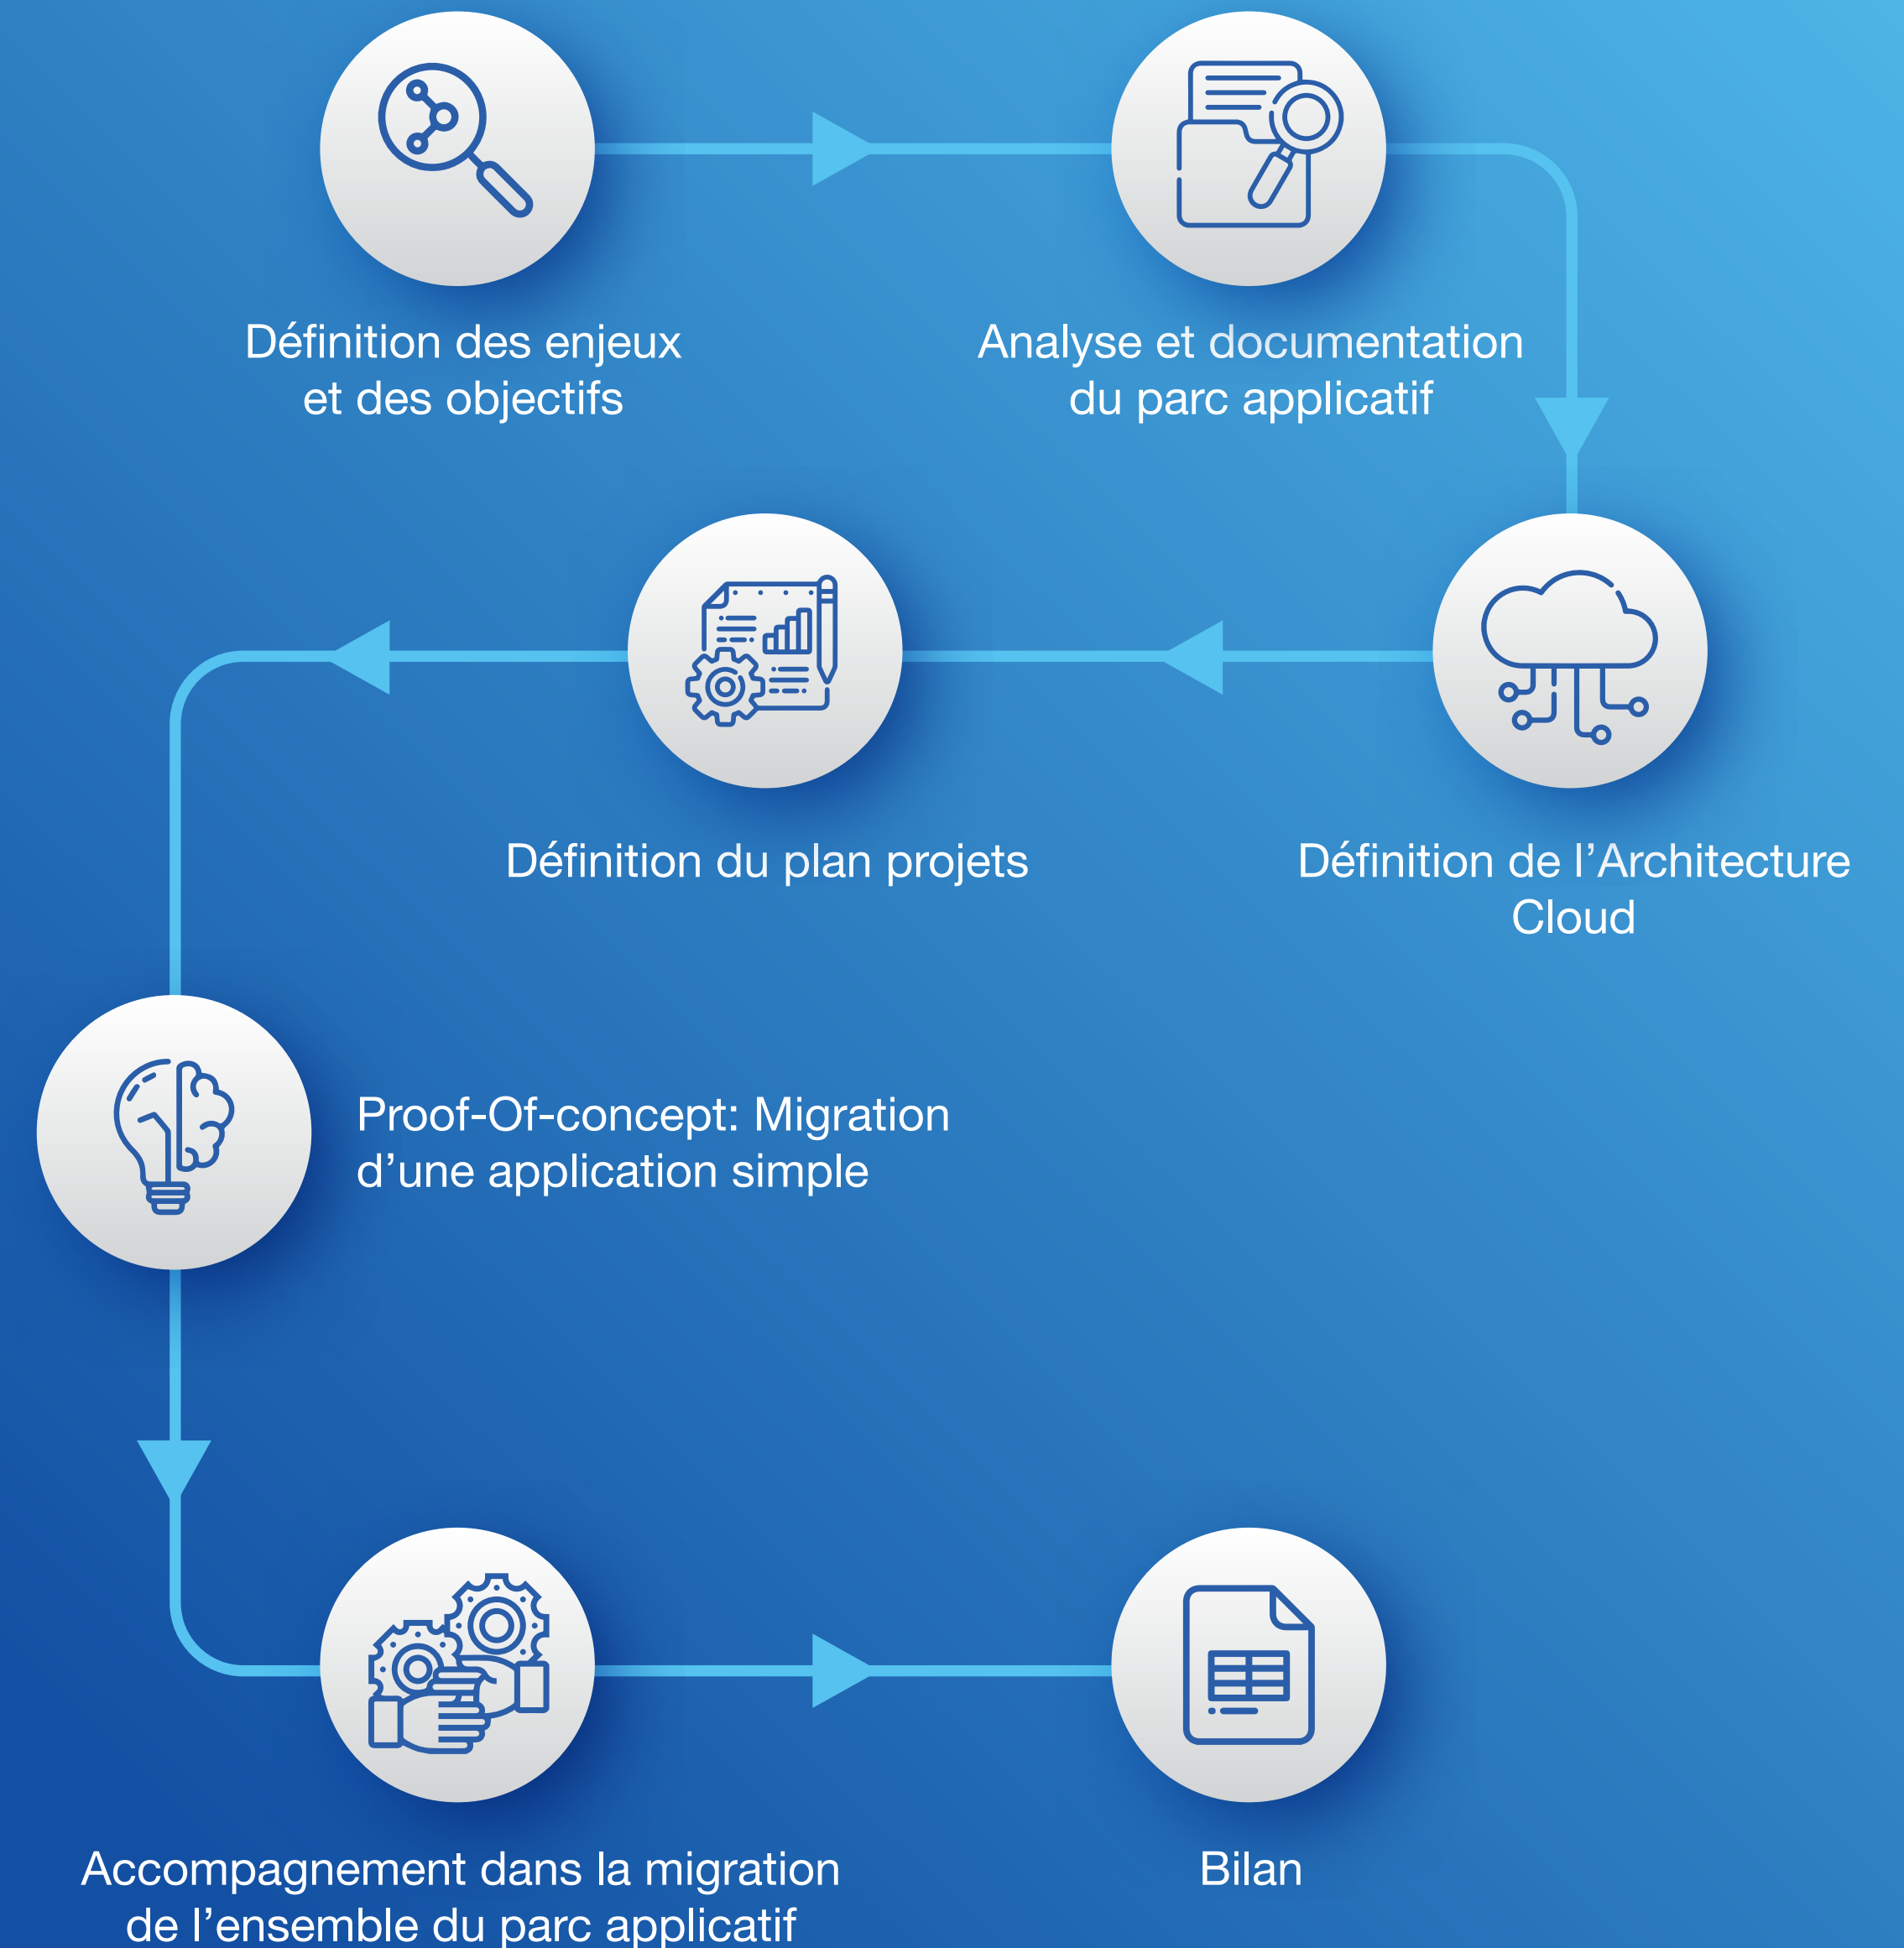 Définition des enjeux
et des objectifs
Analyse et documentation
du parc applicatif
Définition de l’Architecture
Cloud
Définition du plan projets
Proof-Of-concept: Migration
d’une application simple
Accompagnement dans la migration
de l’ensemble du parc applicatif
Bilan